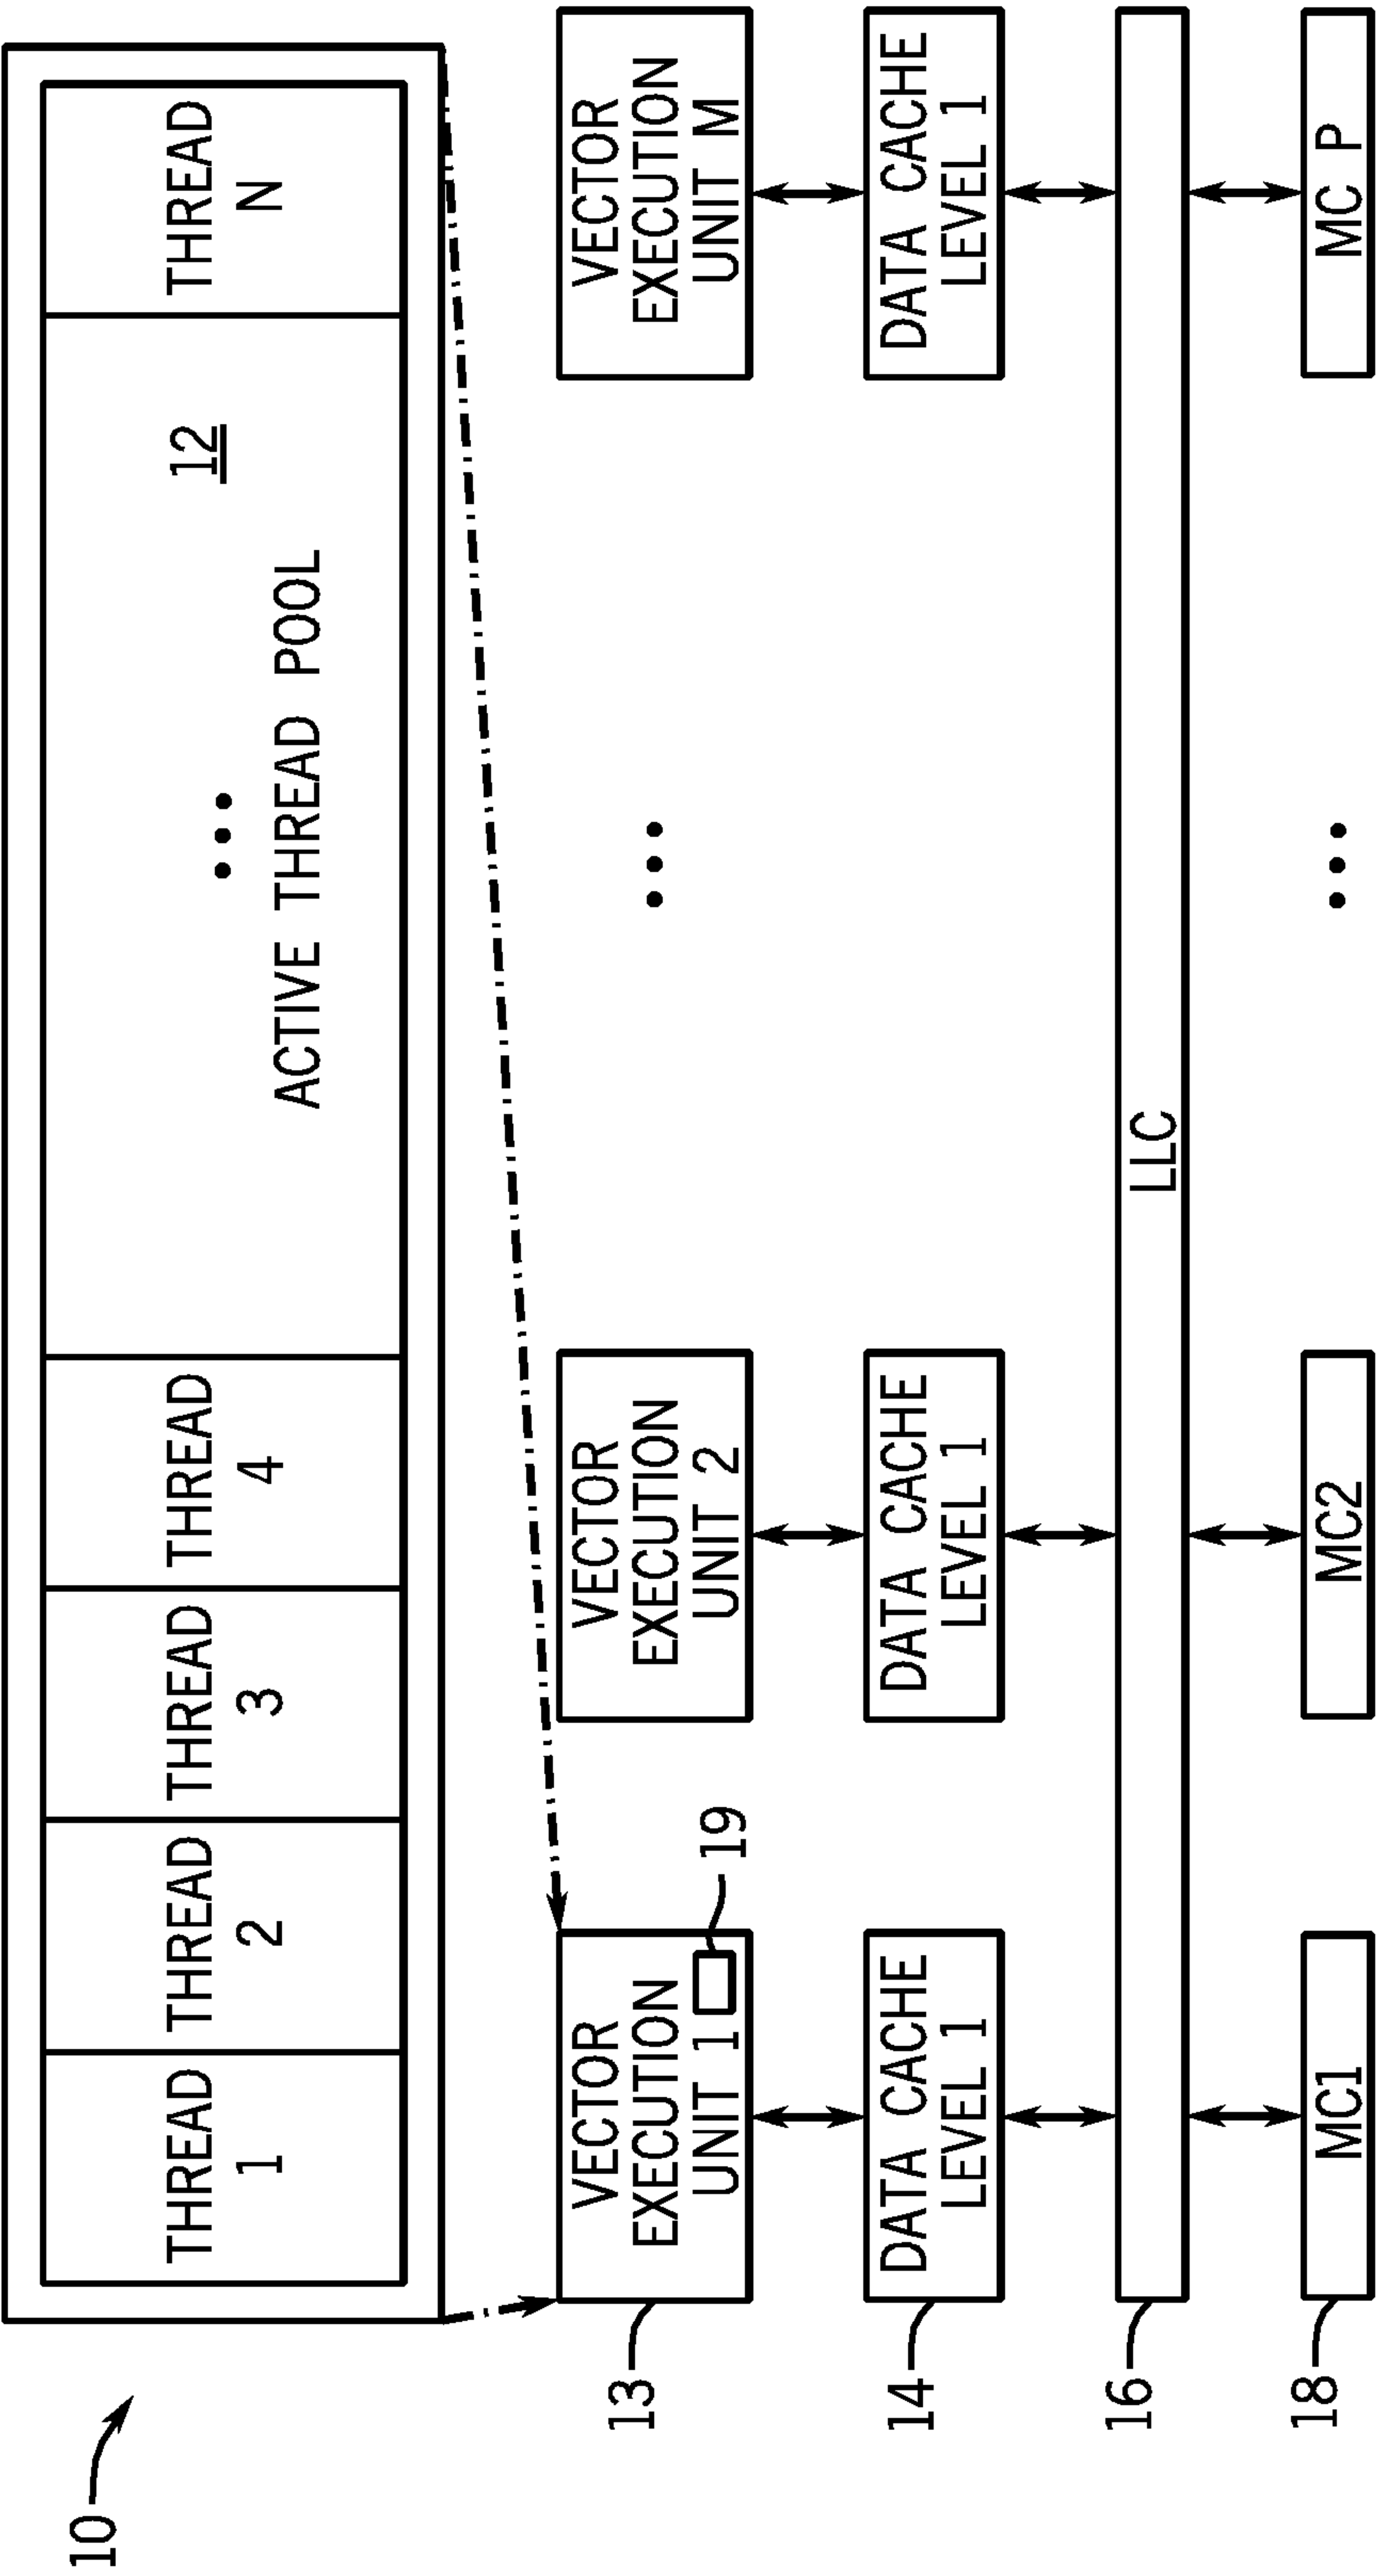 10
THREAD
1
THREAD
2
THREAD
3
THREAD
4
12
ACTIVE THREAD POOL
THREAD
N
13
VECTOR
EXECUTION
UNIT 1
19
VECTOR
EXECUTION
UNIT 2
VECTOR
EXECUTION
UNIT M
14
DATA CACHE
LEVEL 1
DATA CACHE
LEVEL 1
DATA CACHE
LEVEL 1
16
LLC
18
MC1
MC2
MC P